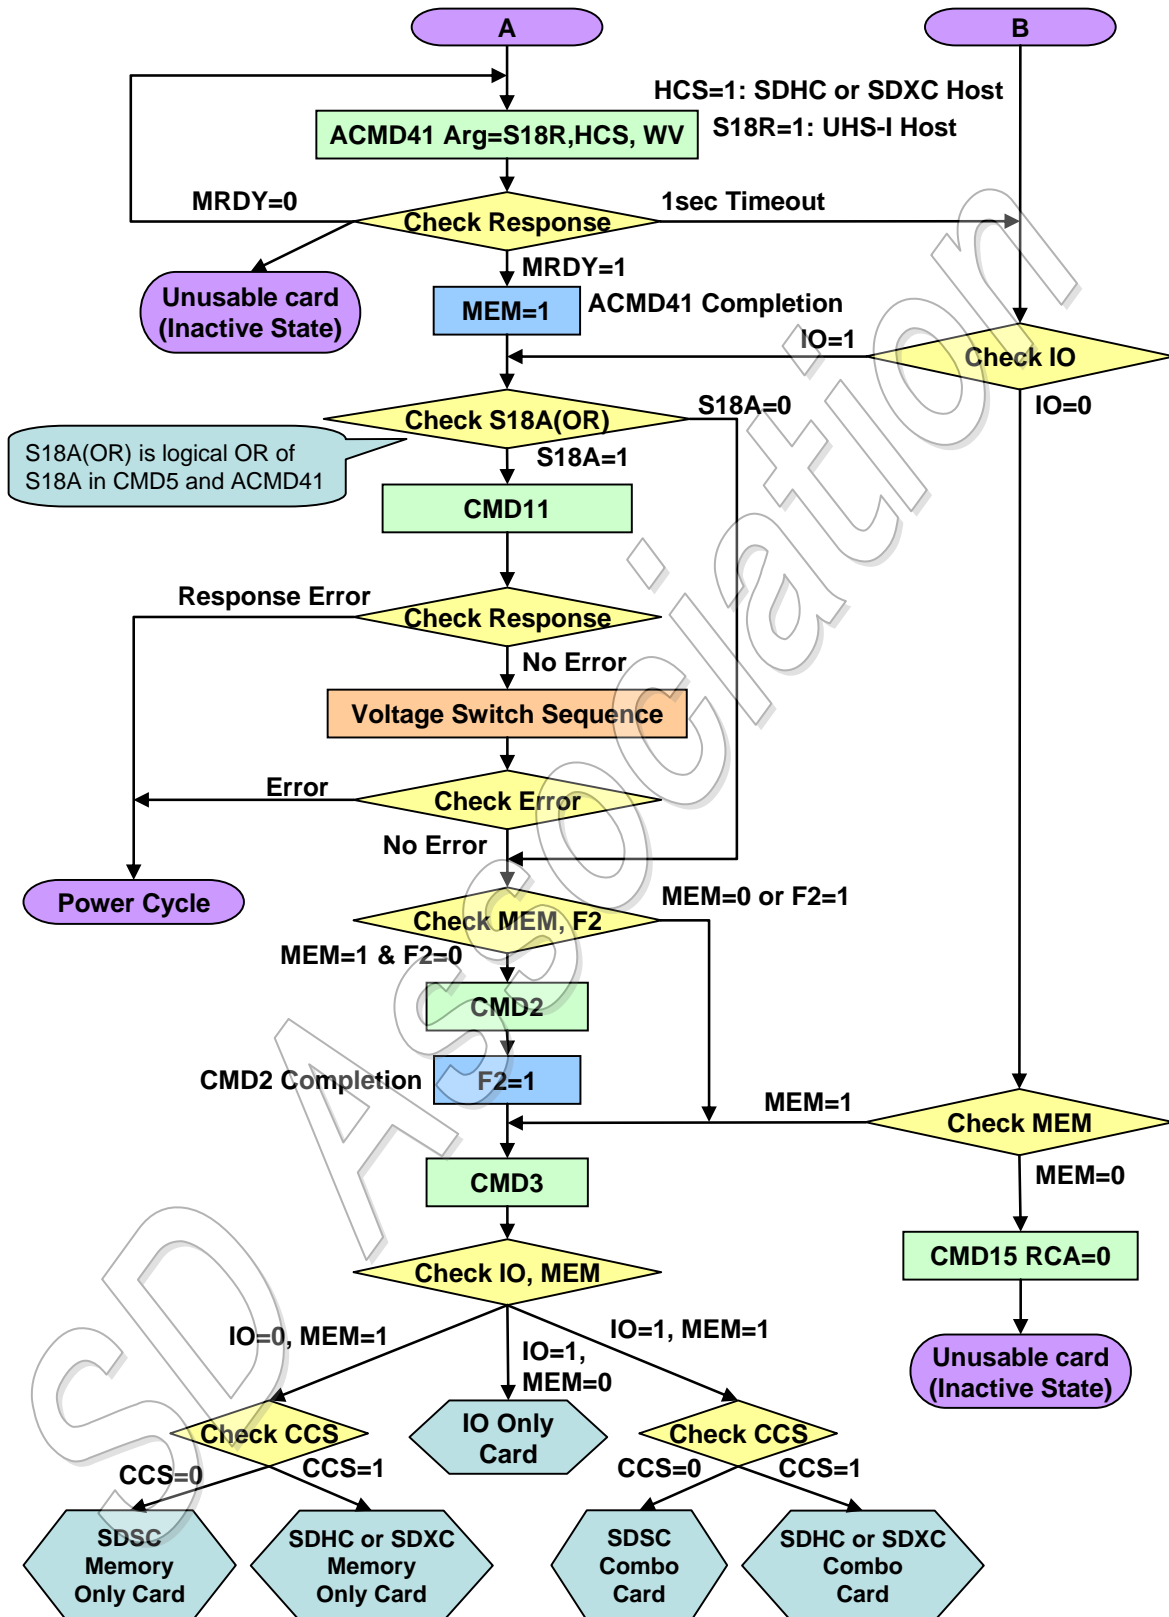 A
B
HCS=1: SDHC or SDXC Host
S18R=1: UHS-I Host
ACMD41 Arg=S18R,HCS, WV
MRDY=0
Check Response
1sec Timeout
MRDY=1
Unusable card
(Inactive State)
MEM=1
ACMD41 Completion
IO=1
Check IO
IO=0
Check S18A(OR)
S18A=0
S18A(OR) is logical OR of
S18A in CMD5 and ACMD41
S18A=1
CMD11
Response Error
Check Response
No Error
Voltage Switch Sequence
Error
Check Error
No Error
Power Cycle
Check MEM, F2
MEM=0 or F2=1
MEM=1 & F2=0
CMD2
CMD2 Completion
F2=1
MEM=1
Check MEM
MEM=0
CMD3
CMD15 RCA=0
Check IO, MEM
IO=0, MEM=1
IO=1,
MEM=0
IO=1, MEM=1
Unusable card
(Inactive State)
Check CCS
IO Only
Card
Check CCS
CCS=0
CCS=1
CCS=0
CCS=1
SDSC
Memory
Only Card
SDHC or SDXC
Memory
Only Card
SDSC
Combo
Card
SDHC or SDXC
Combo
Card
SD Association